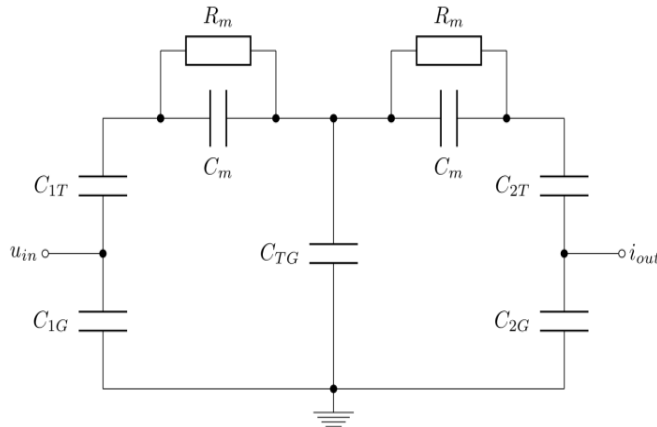 R_m R_m
C_m C_m
C_{1T} C_{2T}
u_{in} C_{TG} i_{out}
C_{1G} C_{2G}